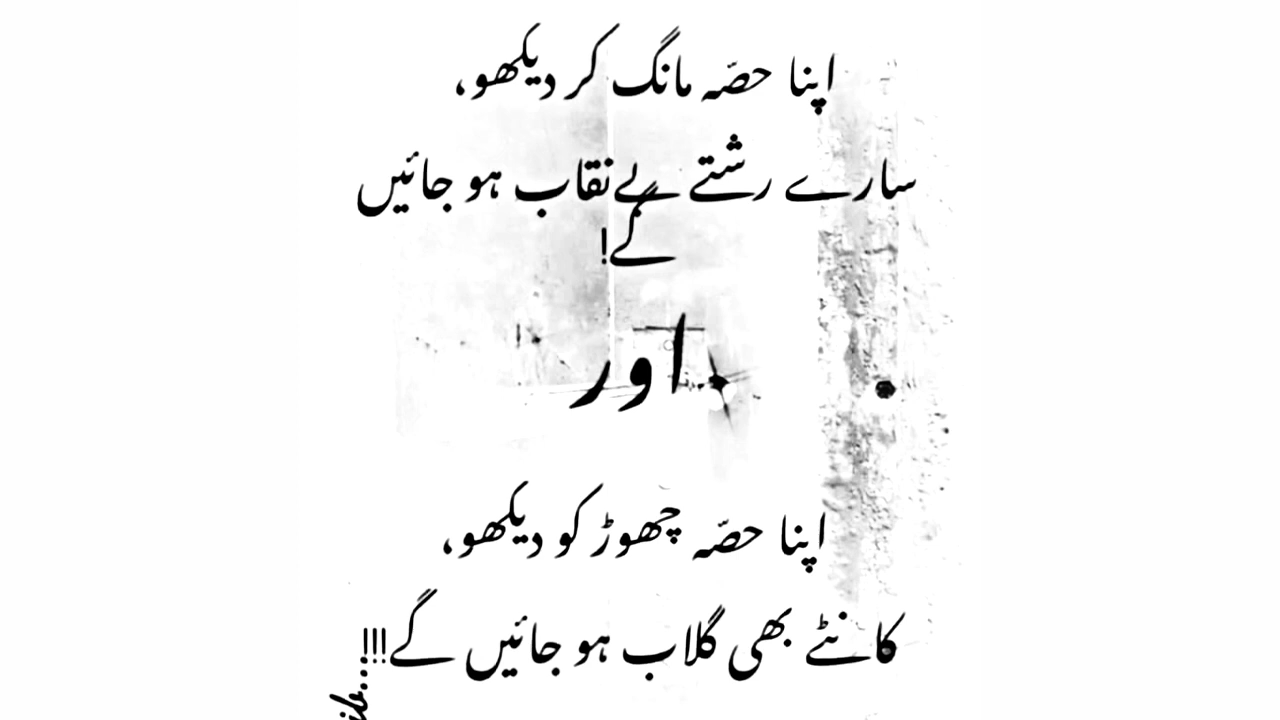 اپنا حصّہ مانگ کر دیکھو،
سارے رشتے بےنقاب ہو جائیں
گے!
اور
اپنا حصّہ چھوڑ کو دیکھو،
کانٹے بھی گلاب ہو جائیں گے!!!...